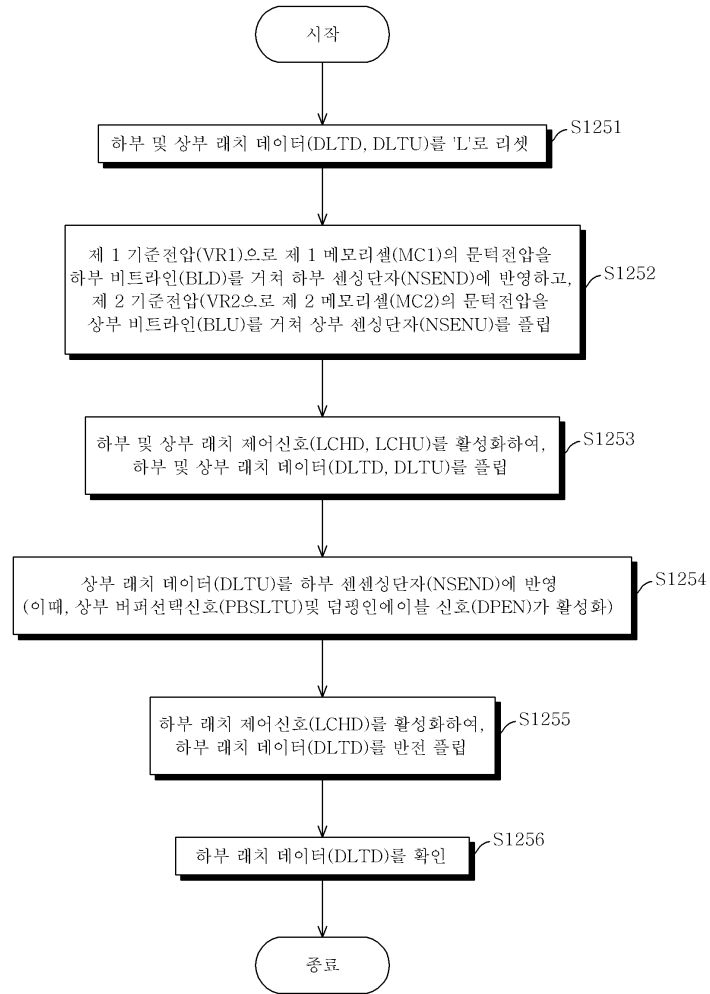 시작
하부 및 상부 래치 데이터(DLTD, DLTU)를 'L'로 리셋
S1251
제 1 기준전압(VR1)으로 제 1 메모리셀(MC1)의 문턱전압을
하부 비트라인(BLD)를 거쳐 하부 센싱단자(NSEND)에 반영하고,
제 2 기준전압(VR2으로 제 2 메모리셀(MC2)의 문턱전압을
상부 비트라인(BLU)를 거쳐 상부 센싱단자(NSENU)를 플립
S1252
하부 및 상부 래치 제어신호(LCHD, LCHU)를 활성화하여,
하부 및 상부 래치 데이터(DLTD, DLTU)를 플립
S1253
상부 래치 데이터(DLTU)를 하부 센센싱단자(NSEND)에 반영
(이때, 상부 버퍼선택신호(PBSLTU)및 덤핑인에이블 신호(DPEN)가 활성화)
S1254
하부 래치 제어신호(LCHD)를 활성화하여,
하부 래치 데이터(DLTD)를 반전 플립
S1255
하부 래치 데이터(DLTD)를 확인
S1256
종료